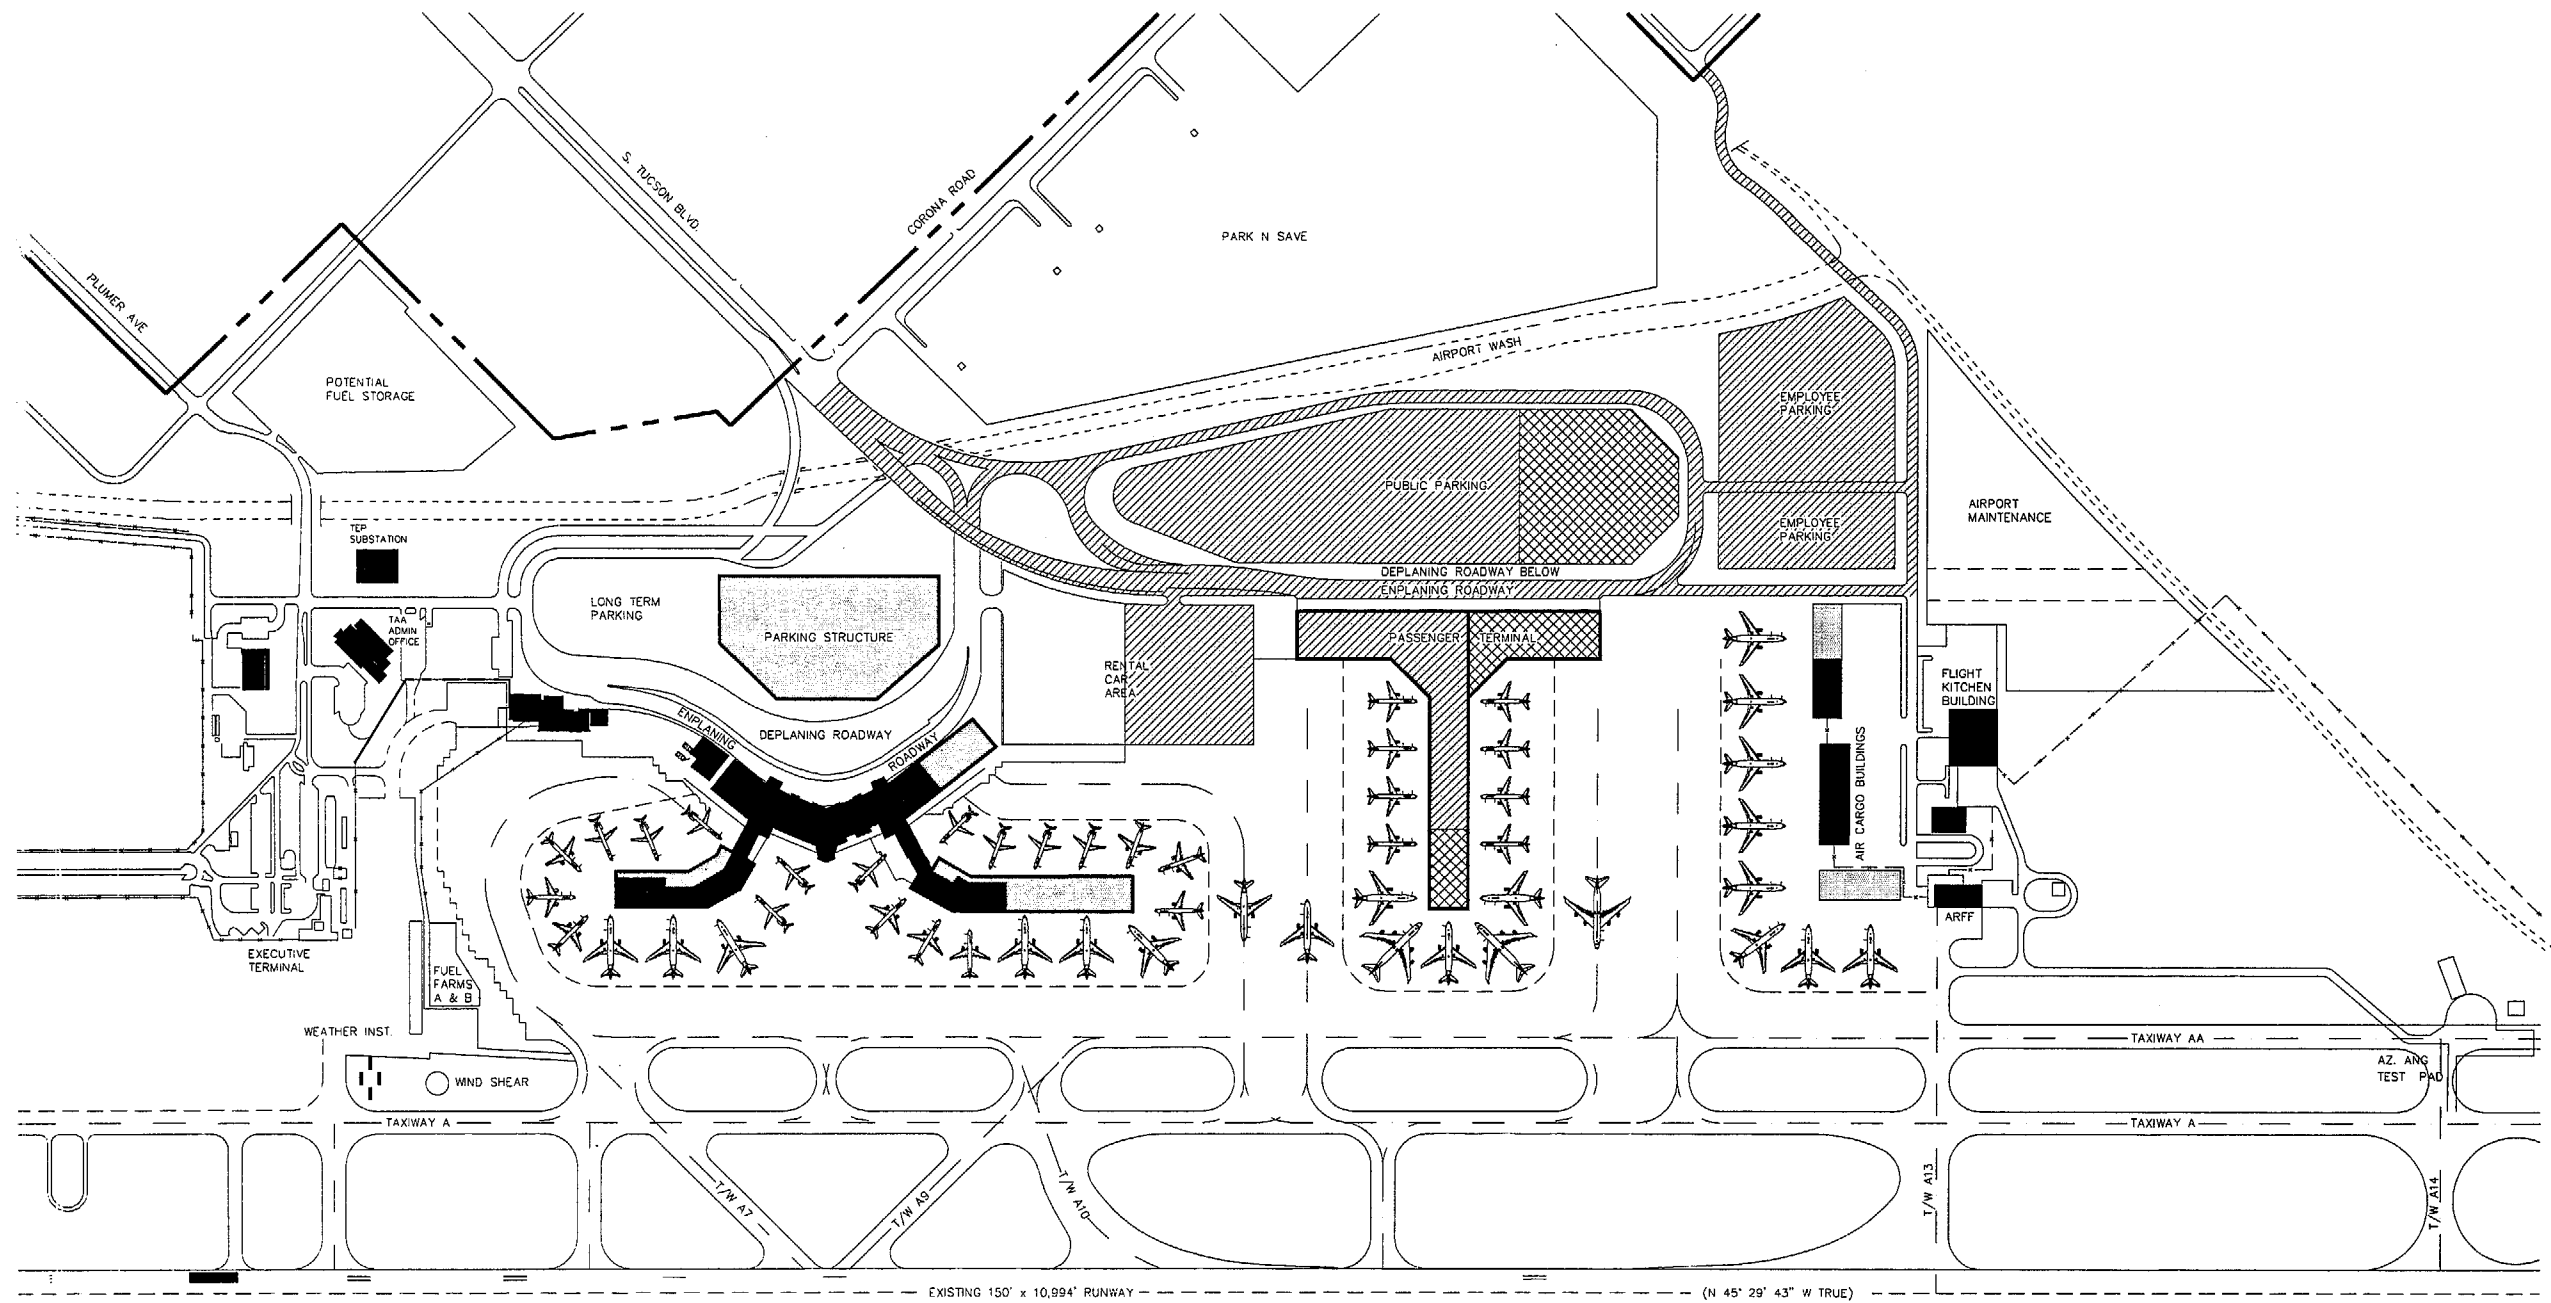 S. TUCSON BLVD.
CORONA ROAD
PARK N SAVE
PLUMER AVE
AIRPORT WASH
POTENTIAL
FUEL STORAGE
EMPLOYEE
PARKING
PUBLIC PARKING
AIRPORT
MAINTENANCE
EMPLOYEE
PARKING
TEP
SUBSTATION
DEPLANING ROADWAY BELOW
ENPLANING ROADWAY
LONG TERM
PARKING
TAA
ADMIN
OFFICE
PARKING STRUCTURE
PASSENGER TERMINAL
RENTAL
CAR
AREA
FLIGHT
KITCHEN
BUILDING
ENPLANING
ROADWAY
DEPLANING ROADWAY
AIR CARGO BUILDINGS
ARFF
EXECUTIVE
TERMINAL
FUEL
FARMS
A & B
WEATHER INST.
WIND SHEAR
TAXIWAY AA
AZ. ANG
TEST PAD
TAXIWAY A
TAXIWAY A
T/W A7
T/W A9
T/W A10
T/W A13
T/W A14
EXISTING 150' x 10,994' RUNWAY
(N 45° 29' 43" W TRUE)